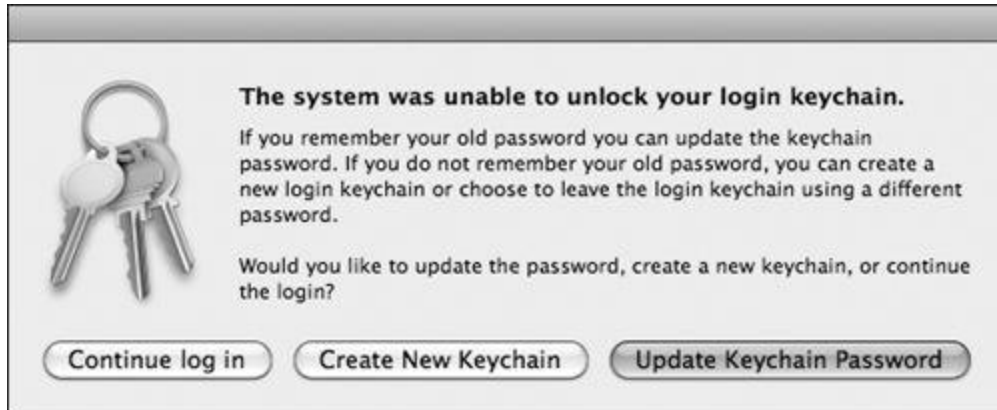 The system was unable to unlock your login keychain.
If you remember your old password you can update the keychain
password. If you do not remember your old password, you can create a
new login keychain or choose to leave the login keychain using a different
password.
Would you like to update the password, create a new keychain, or continue
the login?
Continue log in
Create New Keychain
Update Keychain Password